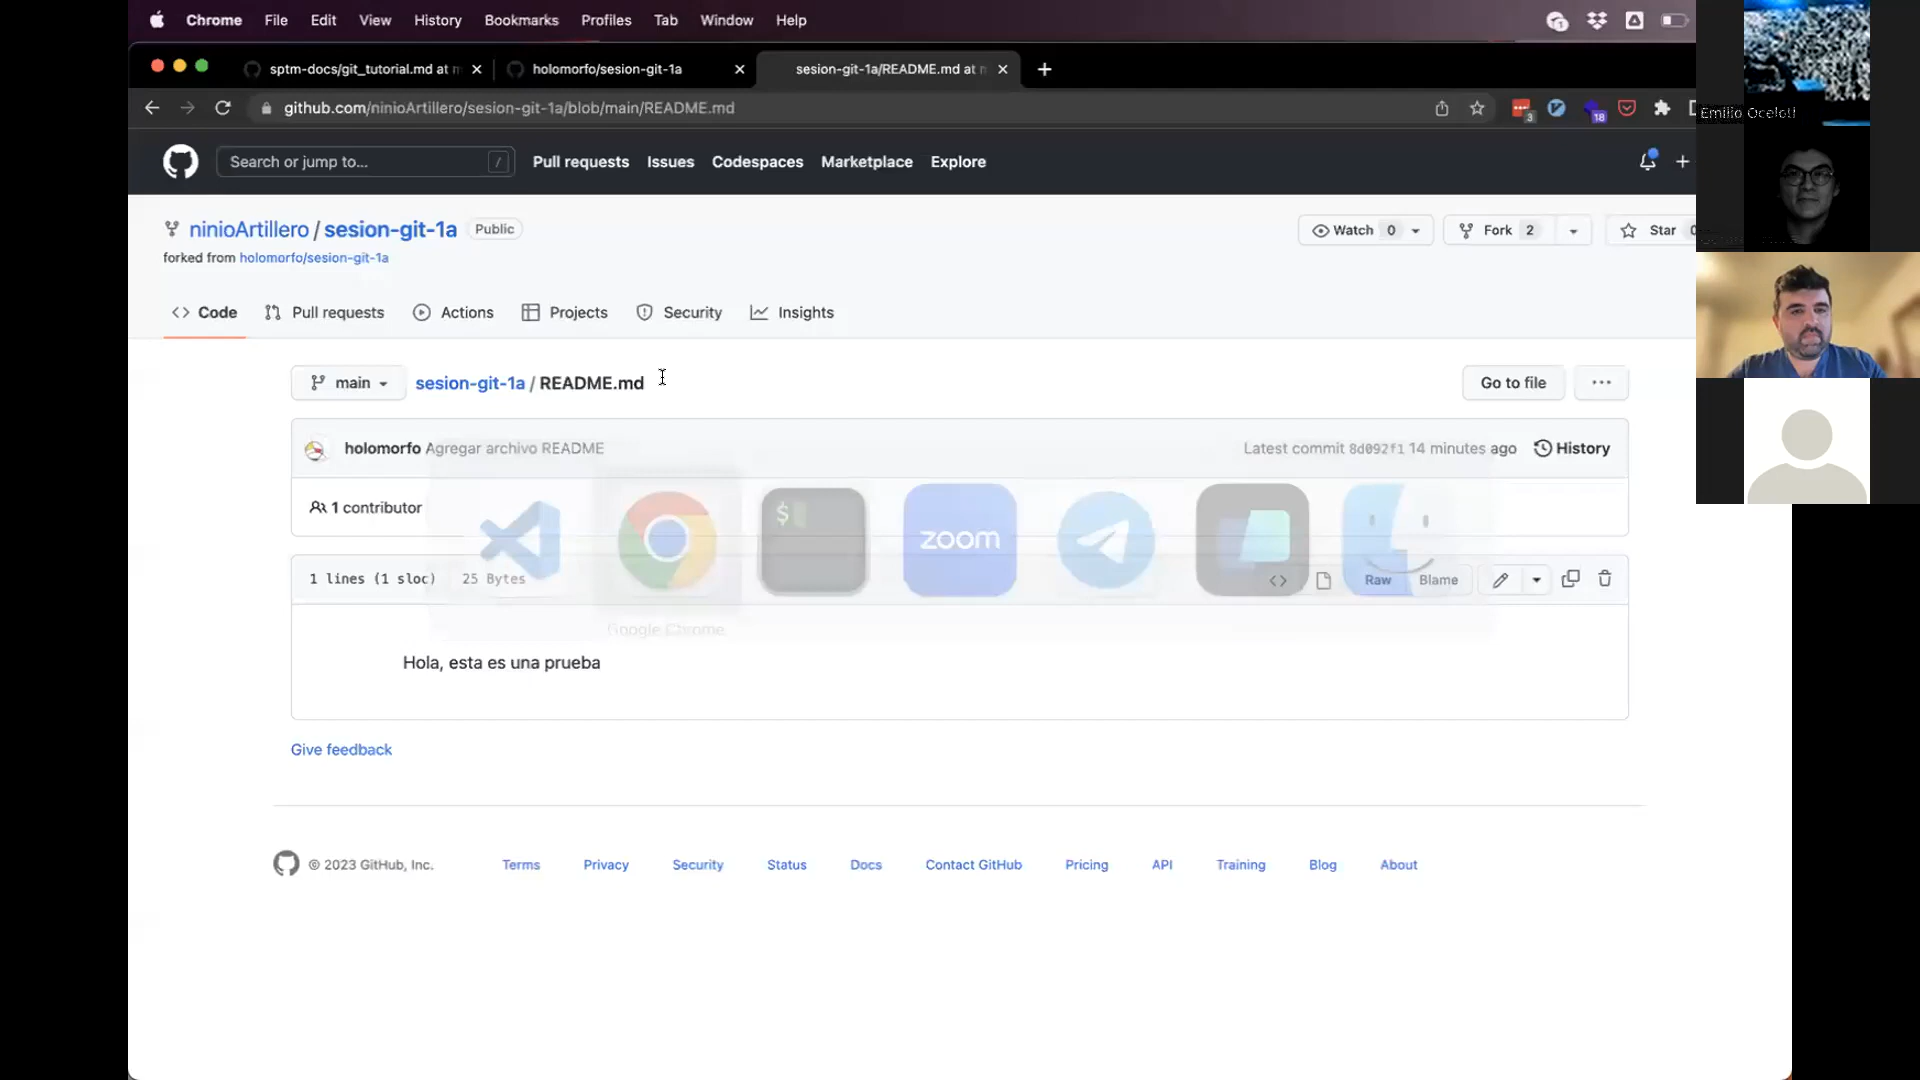 Chrome File Edit View History Bookmarks Profiles Tab Window Help
sptm-docs/git_tutorial.md at
holomorfo/sesion-git-1a
sesion-git-1a/README.md at
github.com/ninioArtillero/sesion-git-1a/blob/main/README.md
3
18
Emilio Ocelotl
Search or jump to... /
Pull requests Issues Codespaces Marketplace Explore
ninioArtillero / sesion-git-1a Public
forked from holomorfo/sesion-git-1a
Watch 0
Fork 2
Star 0
Code Pull requests Actions Projects Security Insights
main
sesion-git-1a / README.md
Go to file
holomorfo Agregar archivo README
Latest commit 8d092f1 14 minutes ago History
1 contributor
$
zoom
1 lines (1 sloc) 25 Bytes
Raw Blame
Google Chrome
Hola, esta es una prueba
Give feedback
© 2023 GitHub, Inc. Terms Privacy Security Status Docs Contact GitHub Pricing API Training Blog About